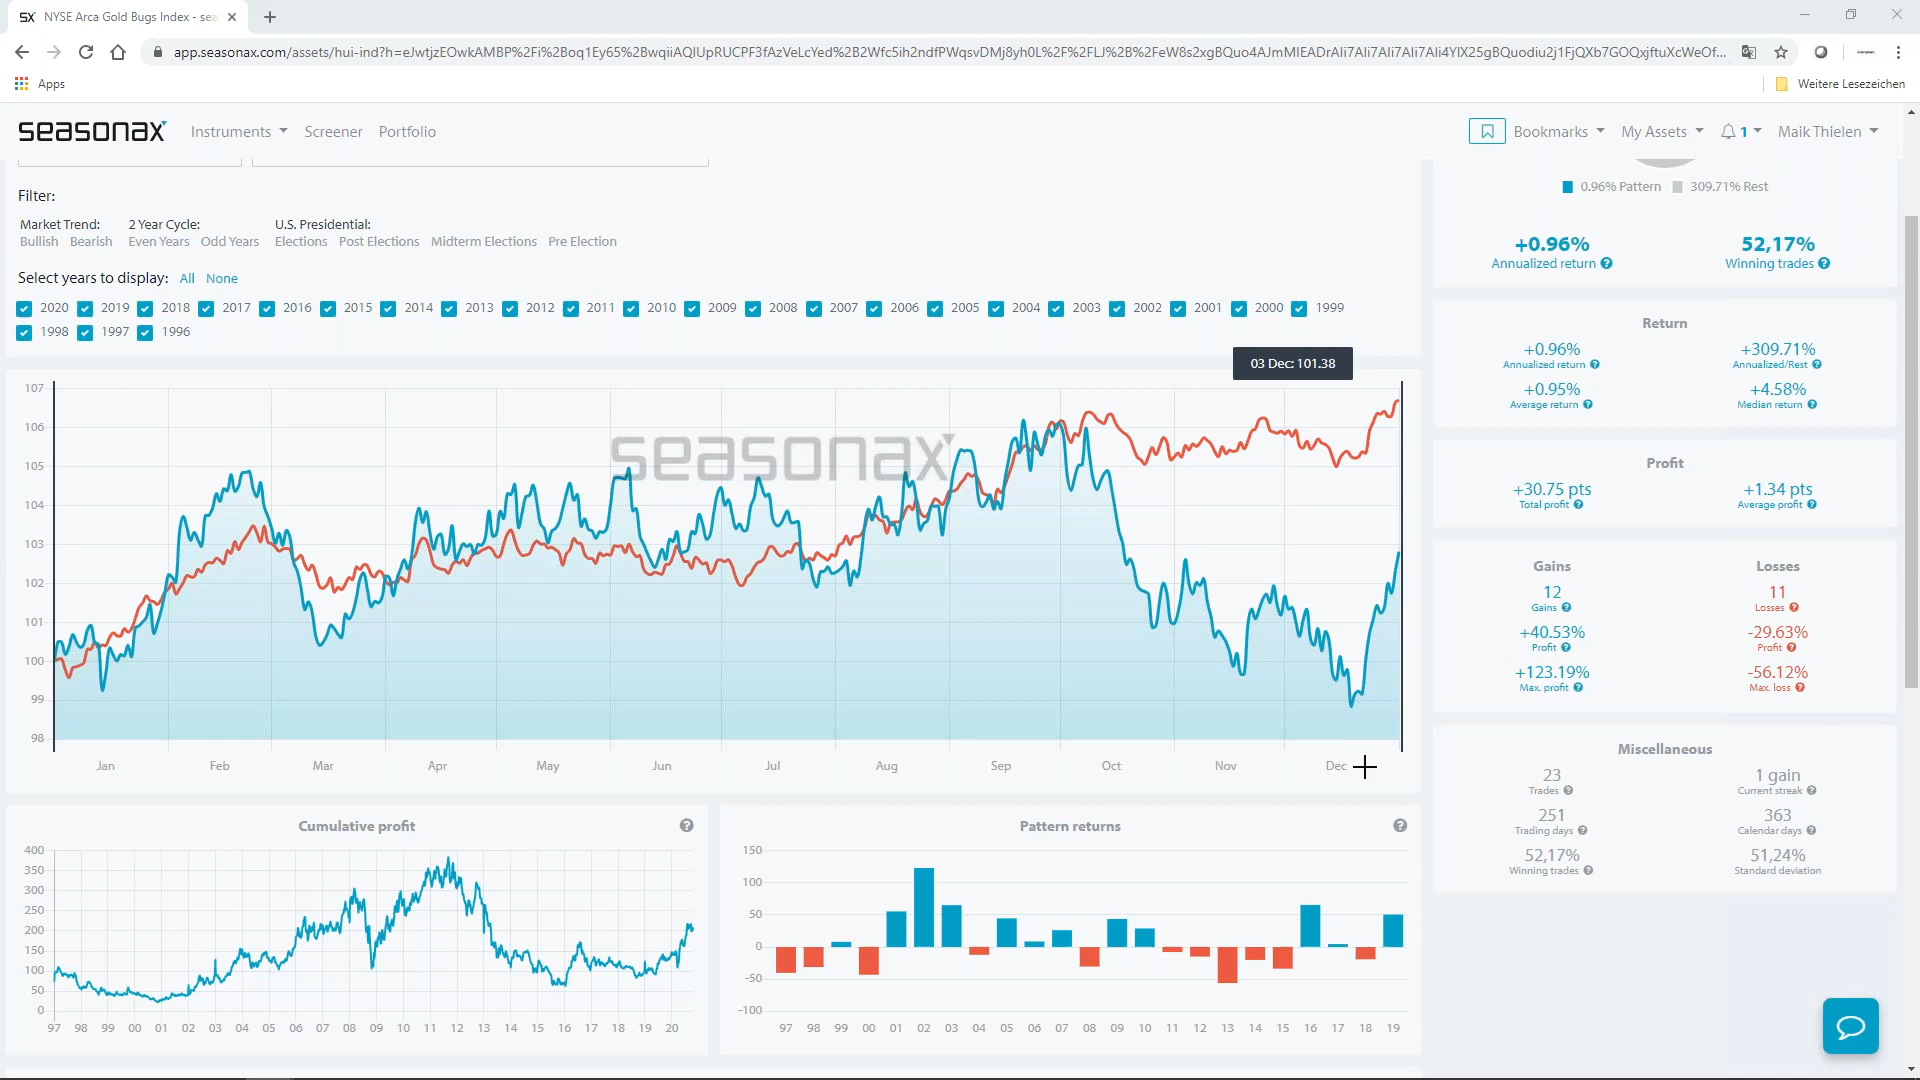 NYSE Arca Gold Bugs Index - sea
app.seasonax.com/assets/hui-ind?h=eJwtjzEOwkAMBP%2Fi%2Boq1Ey65%2BwqiiAQIUpRUCPF3fAzVeLcYed%2B2Wfc5ih2ndfPWqsvDMj8yh0L%2F%2FLJ%2B%2FeW8s2xgBQuo4AJmMIEADrAli7Ali7Ali7Ali7Ali4YlX25gBQuodiu2j1FjQXb7GOQxjftuXcWeOf...
Apps
Weitere Lesezeichen
seasonax
Instruments
Screener
Portfolio
Bookmarks
My Assets
1
Maik Thielen
Filter:
Market Trend: 2 Year Cycle: U.S. Presidential:
Bullish Bearish Even Years Odd Years Elections Post Elections Midterm Elections Pre Election
Select years to display: All None
2020 2019 2018 2017 2016 2015 2014 2013 2012 2011 2010 2009 2008 2007 2006 2005 2004 2003 2002 2001 2000 1999
1998 1997 1996
03 Dec: 101.38
107
106
105
104
103
102
101
100
99
98
seasonax
Jan Feb Mar Apr May Jun Jul Aug Sep Oct Nov Dec
Cumulative profit
400
350
300
250
200
150
100
50
0
97 98 99 00 01 02 03 04 05 06 07 08 09 10 11 12 13 14 15 16 17 18 19 20
Pattern returns
150
100
50
0
-50
-100
97 98 99 00 01 02 03 04 05 06 07 08 09 10 11 12 13 14 15 16 17 18 19
0.96% Pattern 309.71% Rest
+0.96% 52,17%
Annualized return Winning trades
Return
+0.96% +309.71%
Annualized return Annualized/Rest
+0.95% +4.58%
Average return Median return
Profit
+30.75 pts +1.34 pts
Total profit Average profit
Gains Losses
12 11
Gains Losses
+40.53% -29.63%
Profit Profit
+123.19% -56.12%
Max. profit Max. loss
Miscellaneous
23 1 gain
Trades Current streak
251 363
Trading days Calendar days
52,17% 51,24%
Winning trades Standard deviation